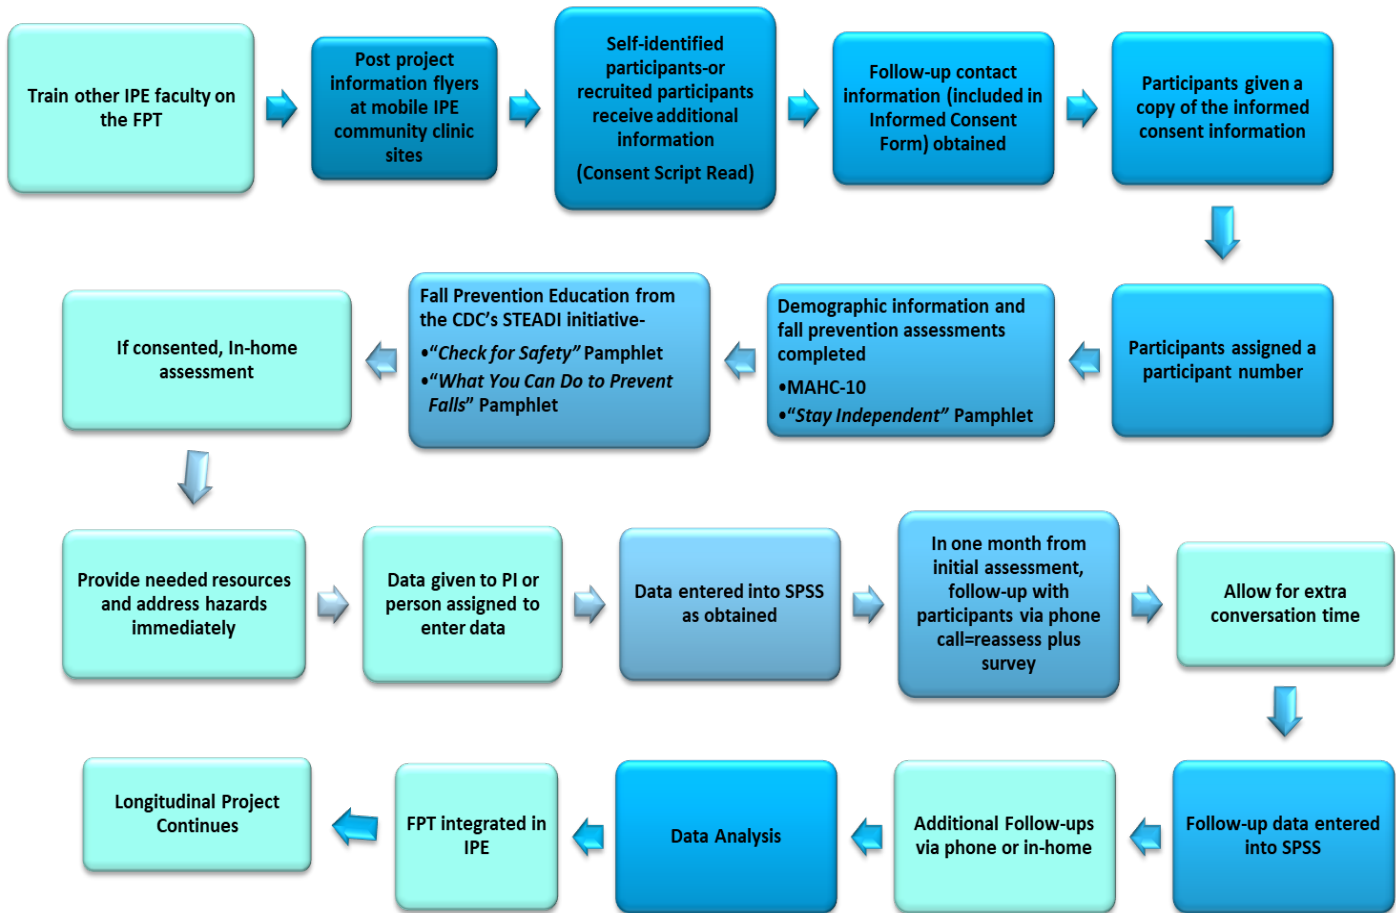 Train other IPE faculty on
the FPT
Post project
information flyers
at mobile IPE
community clinic
sites
Self-identified
participants-or
recruited participants
receive additional
information
(Consent Script Read)
Follow-up contact
information (included in
Informed Consent
Form) obtained
Participants given a
copy of the informed
consent information
If consented, In-home
assessment
Fall Prevention Education from
the CDC's STEADI initiative-
•“Check for Safety” Pamphlet
•“What You Can Do to Prevent
Falls” Pamphlet
Demographic information and
fall prevention assessments
completed
•MAHC-10
•“Stay Independent” Pamphlet
Participants assigned a
participant number
Provide needed resources
and address hazards
immediately
Data given to PI or
person assigned to
enter data
Data entered into SPSS
as obtained
In one month from
initial assessment,
follow-up with
participants via phone
call=reassess plus
survey
Allow for extra
conversation time
Longitudinal Project
Continues
FPT integrated in
IPE
Data Analysis
Additional Follow-ups
via phone or in-home
Follow-up data entered
into SPSS